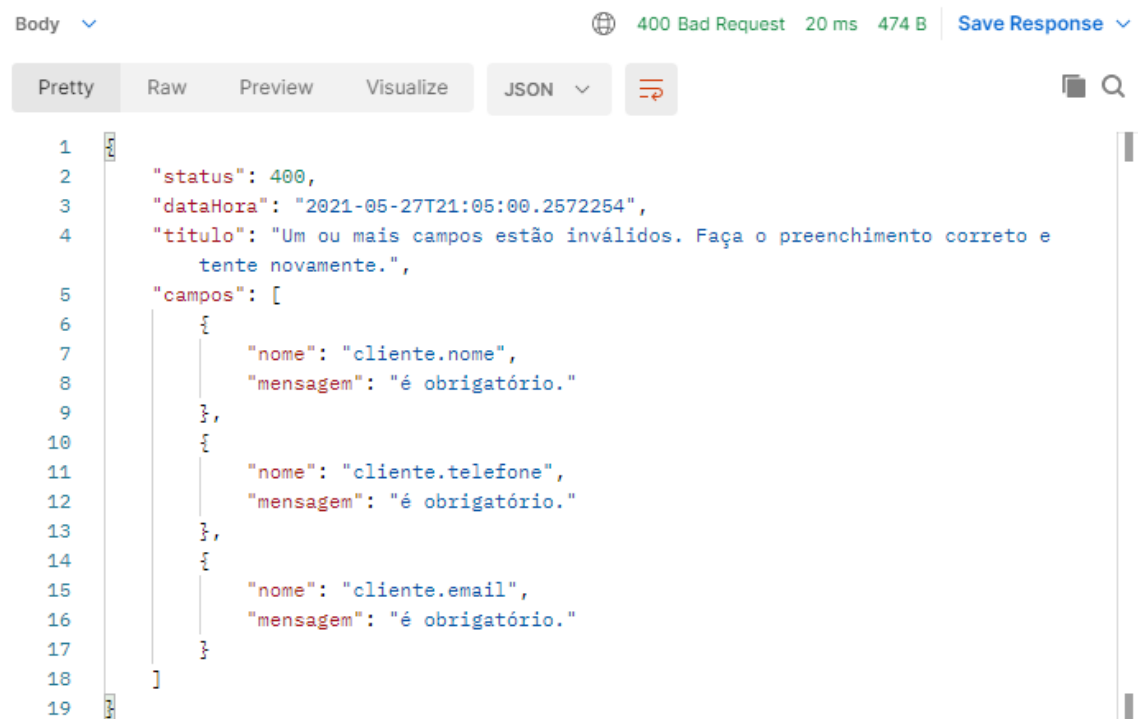 Body 400 Bad Request 20 ms 474 B Save Response
Pretty Raw Preview Visualize JSON
1 {
2 "status": 400,
3 "dataHora": "2021-05-27T21:05:00.2572254",
4 "titulo": "Um ou mais campos estão inválidos. Faça o preenchimento correto e
tente novamente.",
5 "campos": [
6 {
7 "nome": "cliente.nome",
8 "mensagem": "é obrigatório."
9 },
10 {
11 "nome": "cliente.telefone",
12 "mensagem": "é obrigatório."
13 },
14 {
15 "nome": "cliente.email",
16 "mensagem": "é obrigatório."
17 }
18 ]
19 }